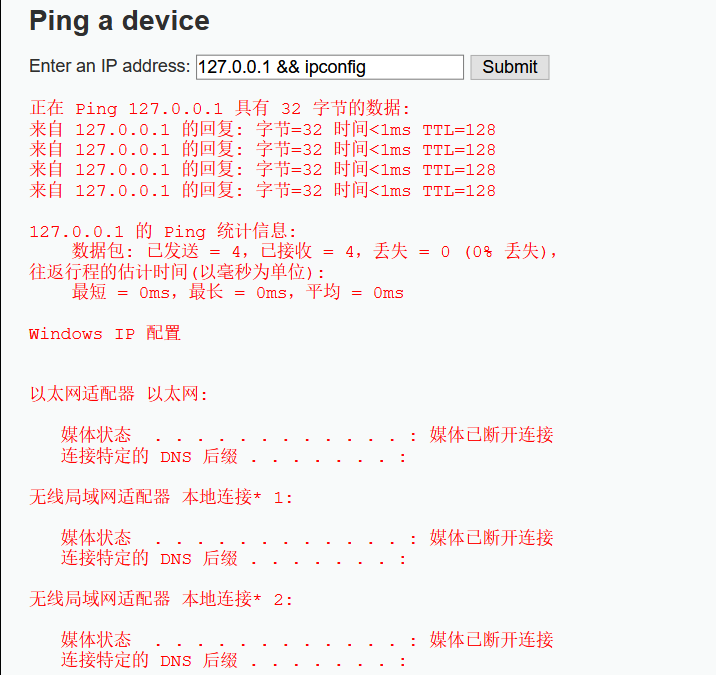 Ping a device
Enter an IP address: 127.0.0.1 && ipconfig Submit
正在 Ping 127.0.0.1 具有 32 字节的数据:
来自 127.0.0.1 的回复: 字节=32 时间<1ms TTL=128
来自 127.0.0.1 的回复: 字节=32 时间<1ms TTL=128
来自 127.0.0.1 的回复: 字节=32 时间<1ms TTL=128
来自 127.0.0.1 的回复: 字节=32 时间<1ms TTL=128
127.0.0.1 的 Ping 统计信息:
数据包: 已发送 = 4，已接收 = 4，丢失 = 0 (0% 丢失)，
往返行程的估计时间(以毫秒为单位):
最短 = 0ms，最长 = 0ms，平均 = 0ms
Windows IP 配置
以太网适配器 以太网:
媒体状态 . . . . . . . . . . . . : 媒体已断开连接
连接特定的 DNS 后缀 . . . . . . . :
无线局域网适配器 本地连接* 1:
媒体状态 . . . . . . . . . . . . : 媒体已断开连接
连接特定的 DNS 后缀 . . . . . . . :
无线局域网适配器 本地连接* 2:
媒体状态 . . . . . . . . . . . . : 媒体已断开连接
连接特定的 DNS 后缀 . . . . . . . :